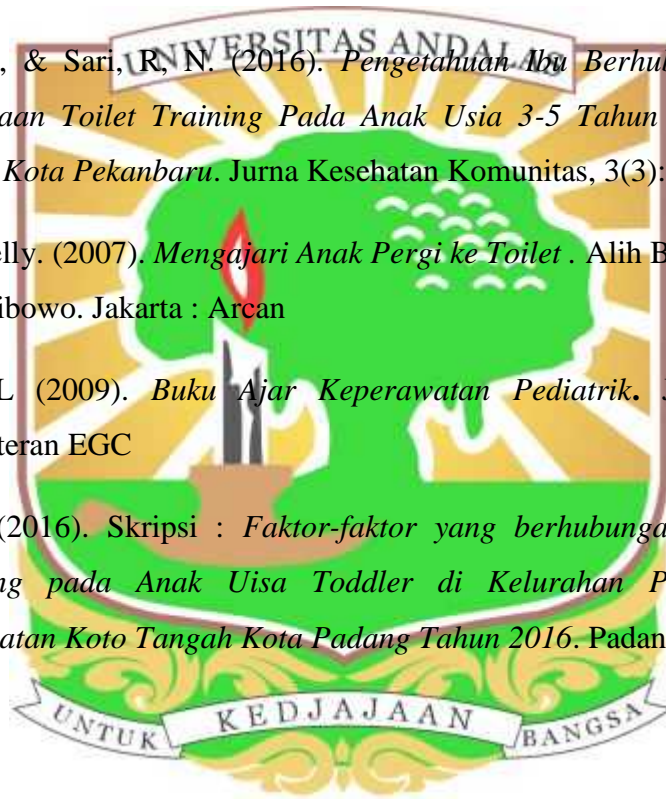 UNIVERSITAS ANDALAS
, & Sari, R, N. (2016). Pengetahuan Ibu Berhu
aan Toilet Training Pada Anak Usia 3-5 Tahun
Kota Pekanbaru. Jurna Kesehatan Komunitas, 3(3):
elly. (2007). Mengajari Anak Pergi ke Toilet . Alih B
ibowo. Jakarta : Arcan
L (2009). Buku Ajar Keperawatan Pediatrik. J
teran EGC
(2016). Skripsi : Faktor-faktor yang berhubunga
ng pada Anak Uisa Toddler di Kelurahan P
atan Koto Tangah Kota Padang Tahun 2016. Padan
UNTUK KEDJAJAAN BANGSA